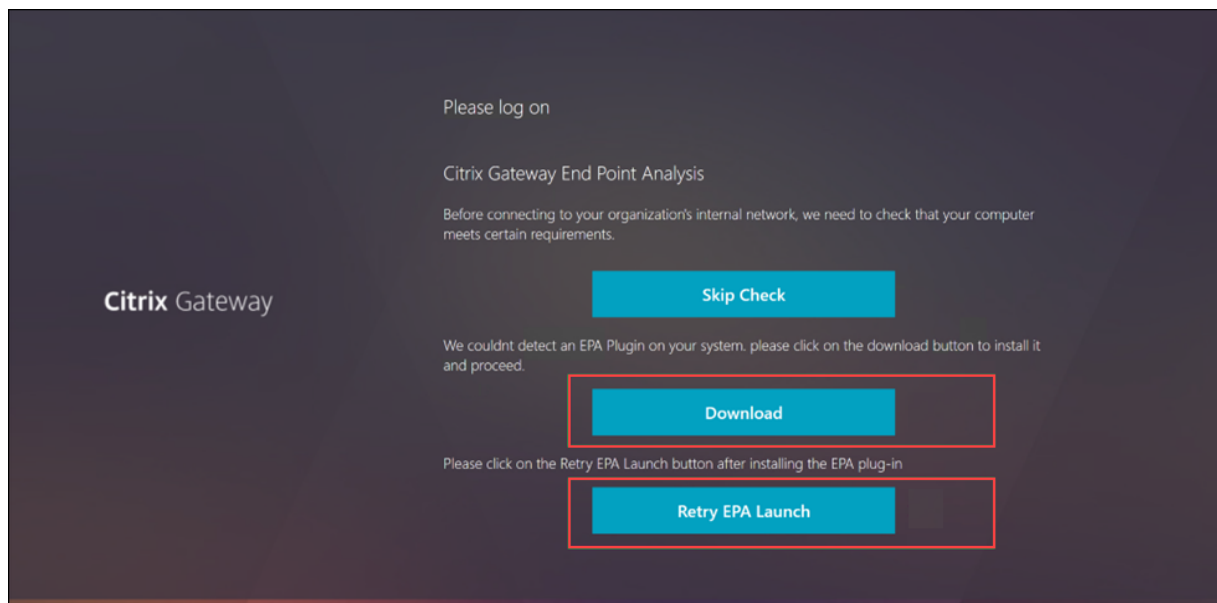 Please log on
Citrix Gateway End Point Analysis
Before connecting to your organization's internal network, we need to check that your computer
meets certain requirements.
Citrix Gateway
Skip Check
We couldnt detect an EPA Plugin on your system. please click on the download button to install it
and proceed.
Download
Please click on the Retry EPA Launch button after installing the EPA plug-in
Retry EPA Launch